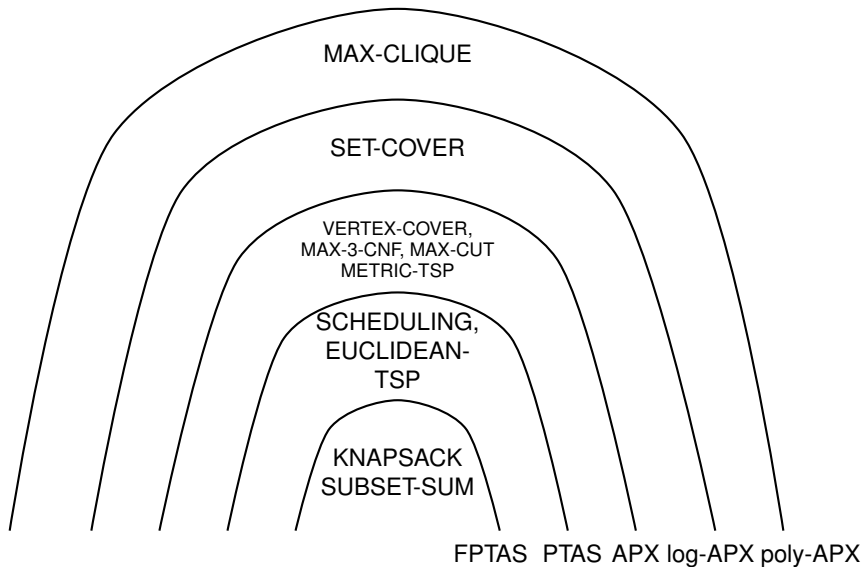 MAX-CLIQUE
SET-COVER
VERTEX-COVER,
MAX-3-CNF, MAX-CUT
METRIC-TSP
SCHEDULING,
EUCLIDEAN-
TSP
KNAPSACK
SUBSET-SUM
FPTAS PTAS APX log-APX poly-APX